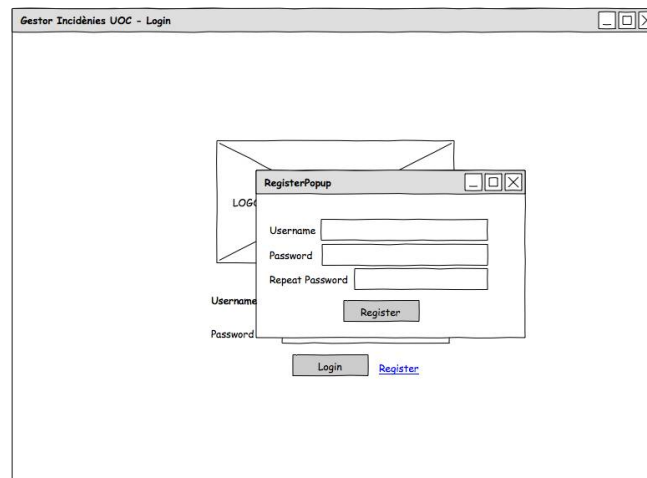 Gestor Incidènies UOC - Login
RegisterPopup
Username
Password
Repeat Password
Register
Username
Password
Login Register